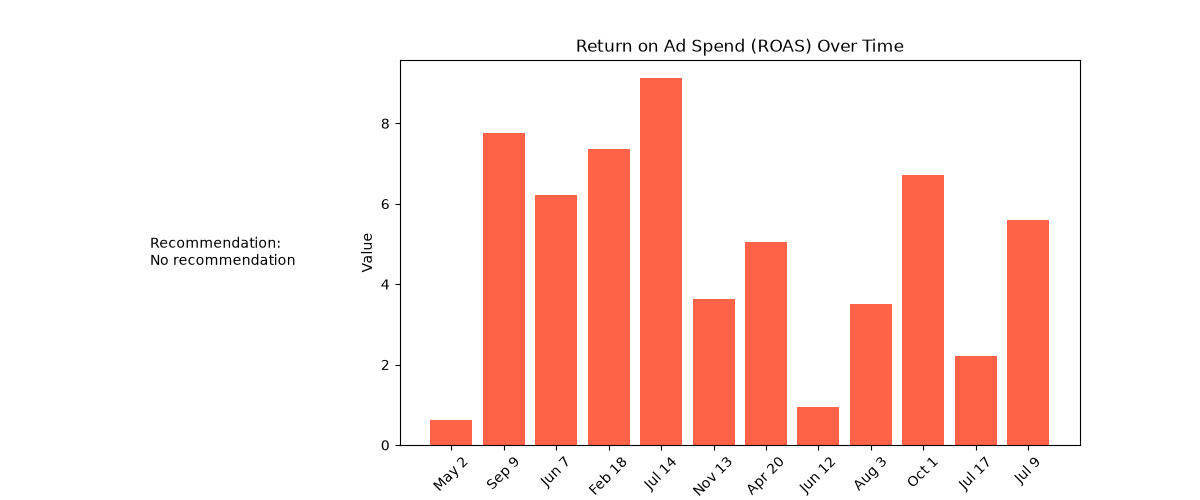 Return on Ad Spend (ROAS) Over Time
Recommendation:
No recommendation
Value
8
6
4
2
0
May 2
Sep 9
Jun 7
Feb 18
Jul 14
Nov 13
Apr 20
Jun 12
Aug 3
Oct 1
Jul 17
Jul 9